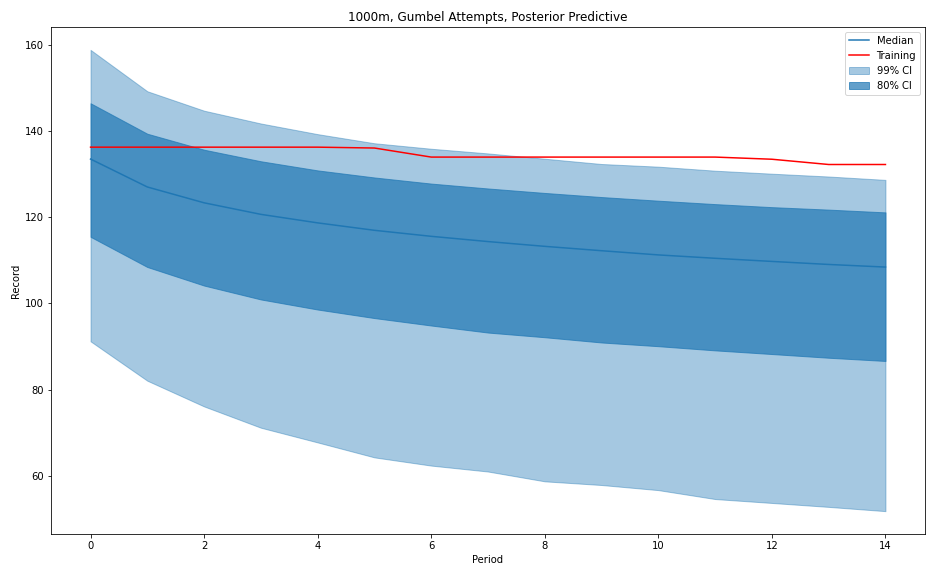 1000m, Gumbel Attempts, Posterior Predictive
160
140
120
100
80
60
Record
Median
Training
99% CI
80% CI
0 2 4 6 8 10 12 14
Period